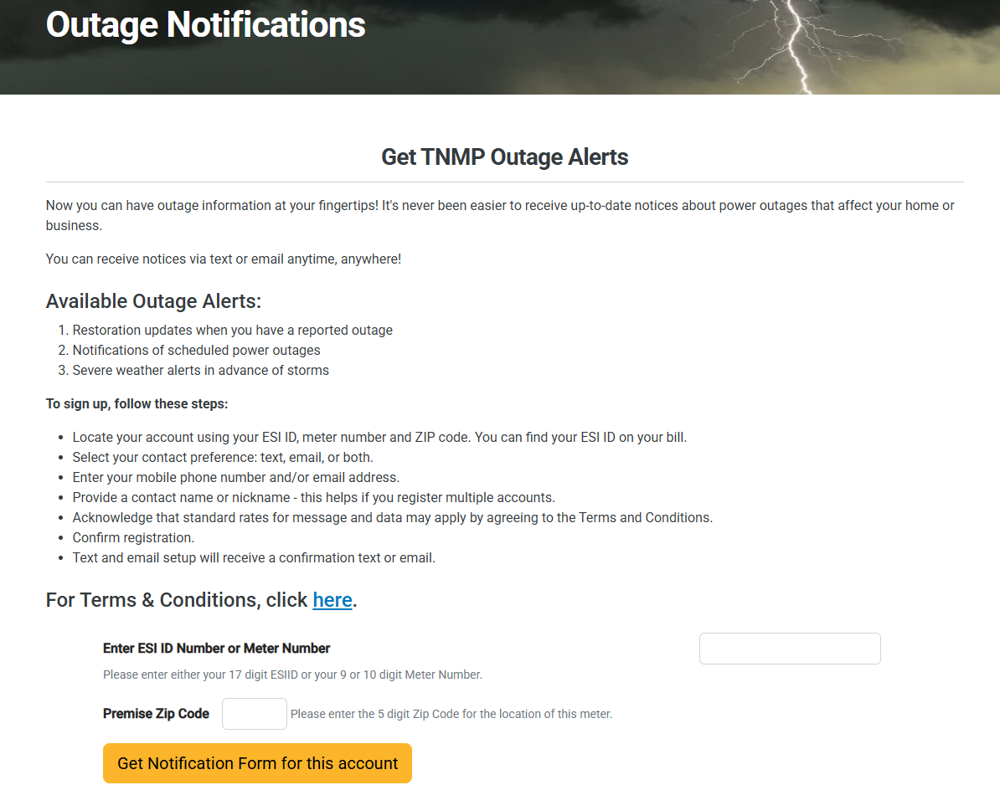 Outage Notifications
Get TNMP Outage Alerts
Now you can have outage information at your fingertips! It's never been easier to receive up-to-date notices about power outages that affect your home or
business.
You can receive notices via text or email anytime, anywhere!
Available Outage Alerts:
1. Restoration updates when you have a reported outage
2. Notifications of scheduled power outages
3. Severe weather alerts in advance of storms
To sign up, follow these steps:
• Locate your account using your ESI ID, meter number and ZIP code. You can find your ESI ID on your bill.
• Select your contact preference: text, email, or both.
• Enter your mobile phone number and/or email address.
• Provide a contact name or nickname - this helps if you register multiple accounts.
• Acknowledge that standard rates for message and data may apply by agreeing to the Terms and Conditions.
• Confirm registration.
• Text and email setup will receive a confirmation text or email.
For Terms & Conditions, click here.
Enter ESI ID Number or Meter Number
Please enter either your 17 digit ESIID or your 9 or 10 digit Meter Number.
Premise Zip Code Please enter the 5 digit Zip Code for the location of this meter.
Get Notification Form for this account